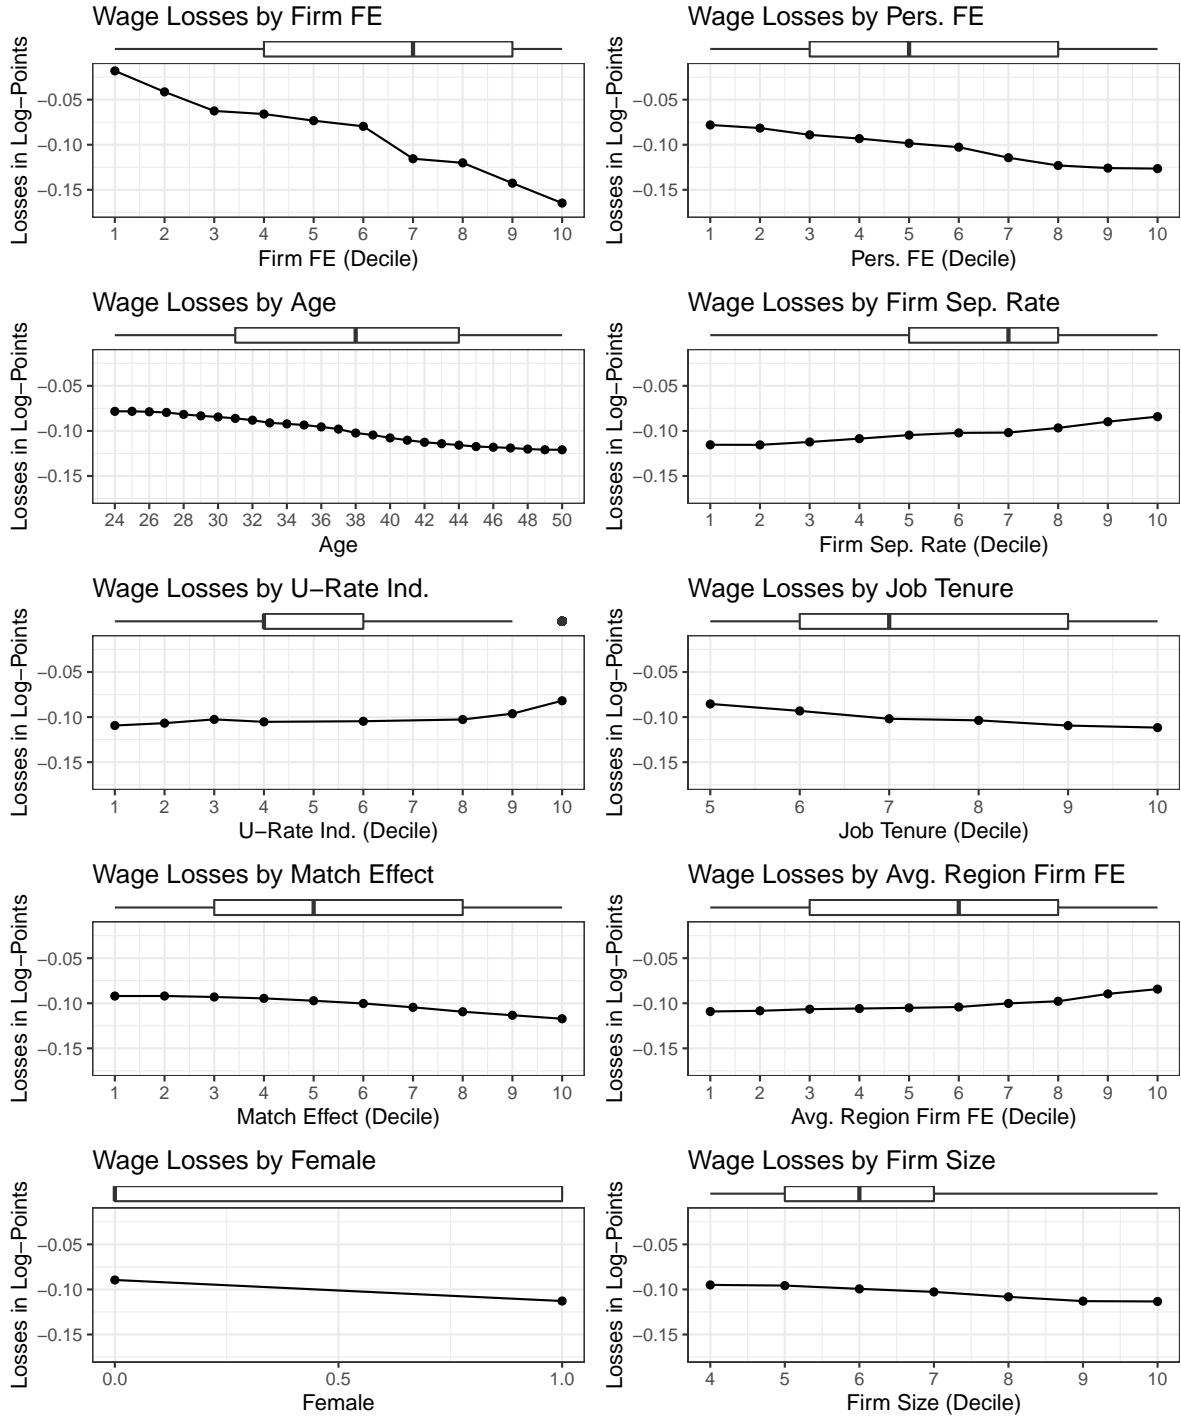 Wage Losses by Firm FE
Losses in Log−Points
−0.05
−0.10
−0.15
1 2 3 4 5 6 7 8 9 10
Firm FE (Decile)
Wage Losses by Pers. FE
Losses in Log−Points
−0.05
−0.10
−0.15
1 2 3 4 5 6 7 8 9 10
Pers. FE (Decile)
Wage Losses by Age
Losses in Log−Points
−0.05
−0.10
−0.15
24 26 28 30 32 34 36 38 40 42 44 46 48 50
Age
Wage Losses by Firm Sep. Rate
Losses in Log−Points
−0.05
−0.10
−0.15
1 2 3 4 5 6 7 8 9 10
Firm Sep. Rate (Decile)
Wage Losses by U−Rate Ind.
Losses in Log−Points
−0.05
−0.10
−0.15
1 2 3 4 5 6 7 8 9 10
U−Rate Ind. (Decile)
Wage Losses by Job Tenure
Losses in Log−Points
−0.05
−0.10
−0.15
5 6 7 8 9 10
Job Tenure (Decile)
Wage Losses by Match Effect
Losses in Log−Points
−0.05
−0.10
−0.15
1 2 3 4 5 6 7 8 9 10
Match Effect (Decile)
Wage Losses by Avg. Region Firm FE
Losses in Log−Points
−0.05
−0.10
−0.15
1 2 3 4 5 6 7 8 9 10
Avg. Region Firm FE (Decile)
Wage Losses by Female
Losses in Log−Points
−0.05
−0.10
−0.15
0.0 0.5 1.0
Female
Wage Losses by Firm Size
Losses in Log−Points
−0.05
−0.10
−0.15
4 5 6 7 8 9 10
Firm Size (Decile)